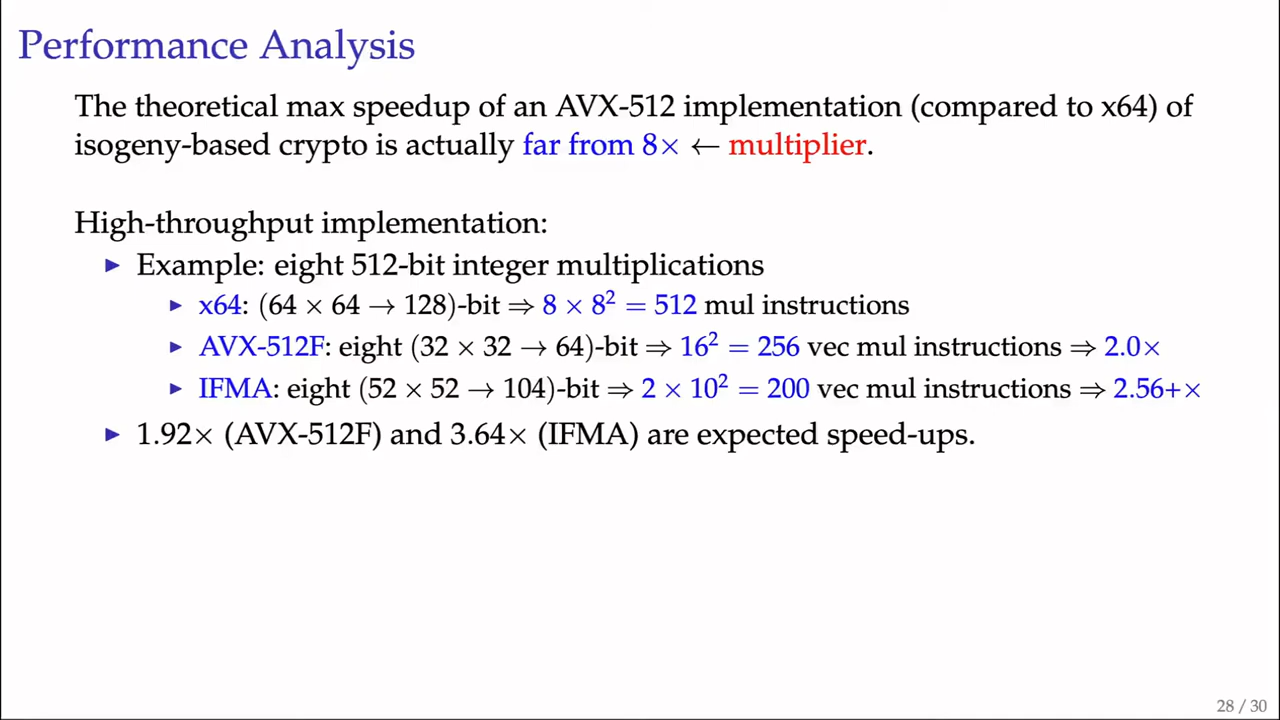 Performance Analysis
The theoretical max speedup of an AVX-512 implementation (compared to x64) of
isogeny-based crypto is actually far from 8× ← multiplier.
High-throughput implementation:
▶ Example: eight 512-bit integer multiplications
▶ x64: (64 × 64 → 128)-bit ⇒ 8 × 8² = 512 mul instructions
▶ AVX-512F: eight (32 × 32 → 64)-bit ⇒ 16² = 256 vec mul instructions ⇒ 2.0×
▶ IFMA: eight (52 × 52 → 104)-bit ⇒ 2 × 10² = 200 vec mul instructions ⇒ 2.56+×
▶ 1.92× (AVX-512F) and 3.64× (IFMA) are expected speed-ups.
28 / 30